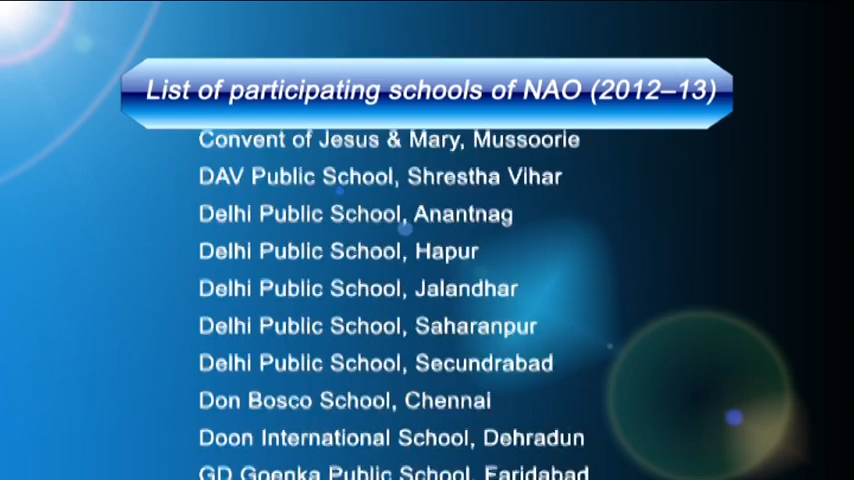 List of participating schools of NAO (2012–13)
Convent of Jesus & Mary, Mussoorie
DAV Public School, Shrestha Vihar
Delhi Public School, Anantnag
Delhi Public School, Hapur
Delhi Public School, Jalandhar
Delhi Public School, Saharanpur
Delhi Public School, Secundrabad
Don Bosco School, Chennai
Doon International School, Dehradun
GD Goenka Public School, Faridabad